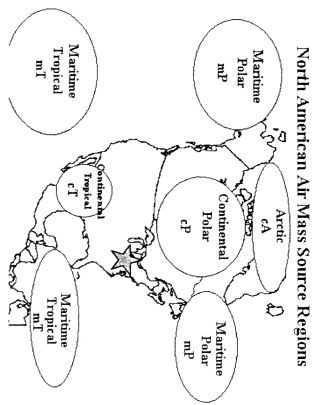 North American Air Mass Source Regions
Arctic
cA
Maritime
Polar
mP
Continental
Polar
cP
Maritime
Polar
mP
Maritime
Tropical
mT
Continental
Tropical
cT
Maritime
Tropical
mT